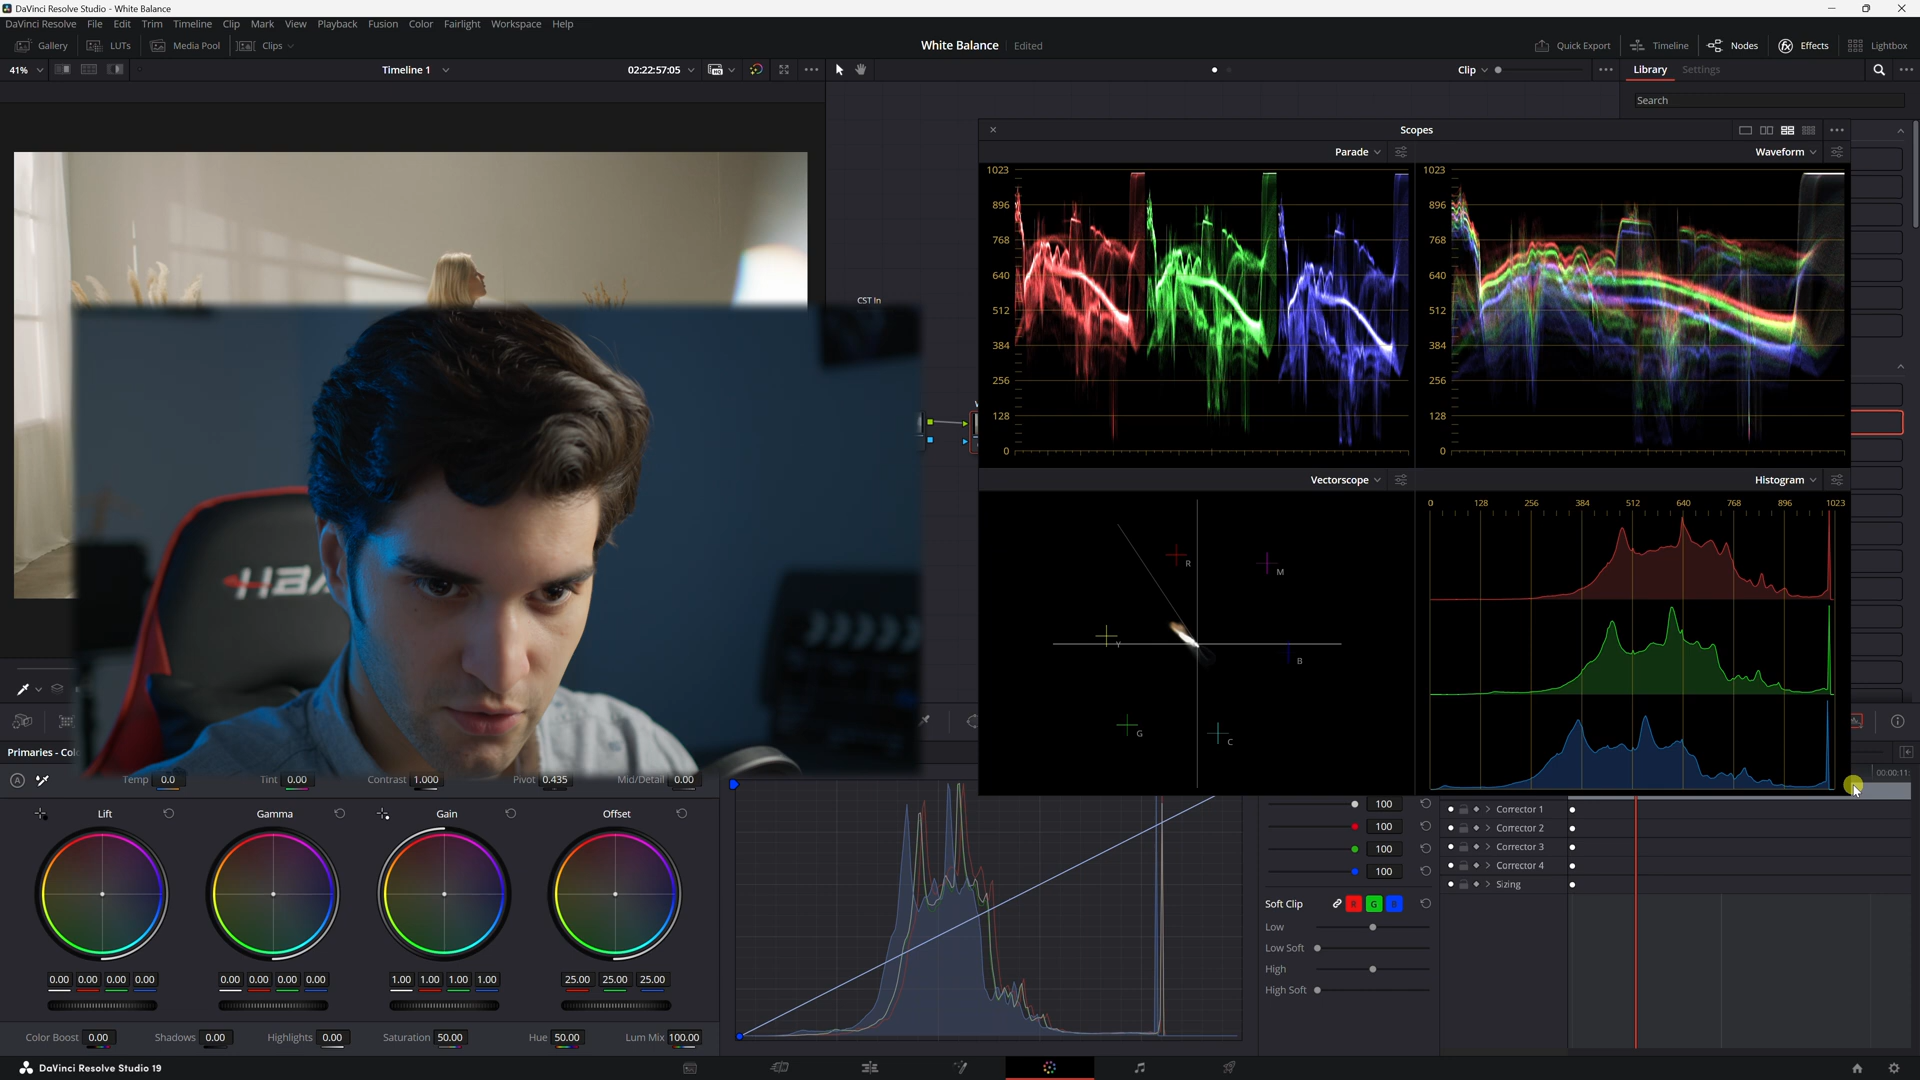 DaVinci Resolve Studio - White Balance
DaVinci Resolve File Edit Trim Timeline Clip Mark View Playback Fusion Color Fairlight Workspace Help
Gallery LUTs Media Pool Clips White Balance Edited Quick Export Timeline Nodes Effects Lightbox
41% Timeline 1 02:22:57:05 Clip Library Settings
Search
Scopes
Parade Waveform
1023 1023
896 896
768 768
640 640
512 512
384 384
256 256
128 128
0 0
CST In
Vectorscope Histogram
0 128 256 384 512 640 768 896 1023
R M
Y B
G C
Primaries - Col
00:00:11:
A Temp 0.0 Tint 0.00 Contrast 1.000 Pivot 0.435 Mid/Detail 0.00
Lift Gamma Gain Offset
100 Corrector 1
100 Corrector 2
100 Corrector 3
100 Corrector 4
Sizing
Soft Clip R G B
Low
Low Soft
High
High Soft
0.00 0.00 0.00 0.00 0.00 0.00 0.00 0.00 1.00 1.00 1.00 1.00 25.00 25.00 25.00
Color Boost 0.00 Shadows 0.00 Highlights 0.00 Saturation 50.00 Hue 50.00 Lum Mix 100.00
DaVinci Resolve Studio 19